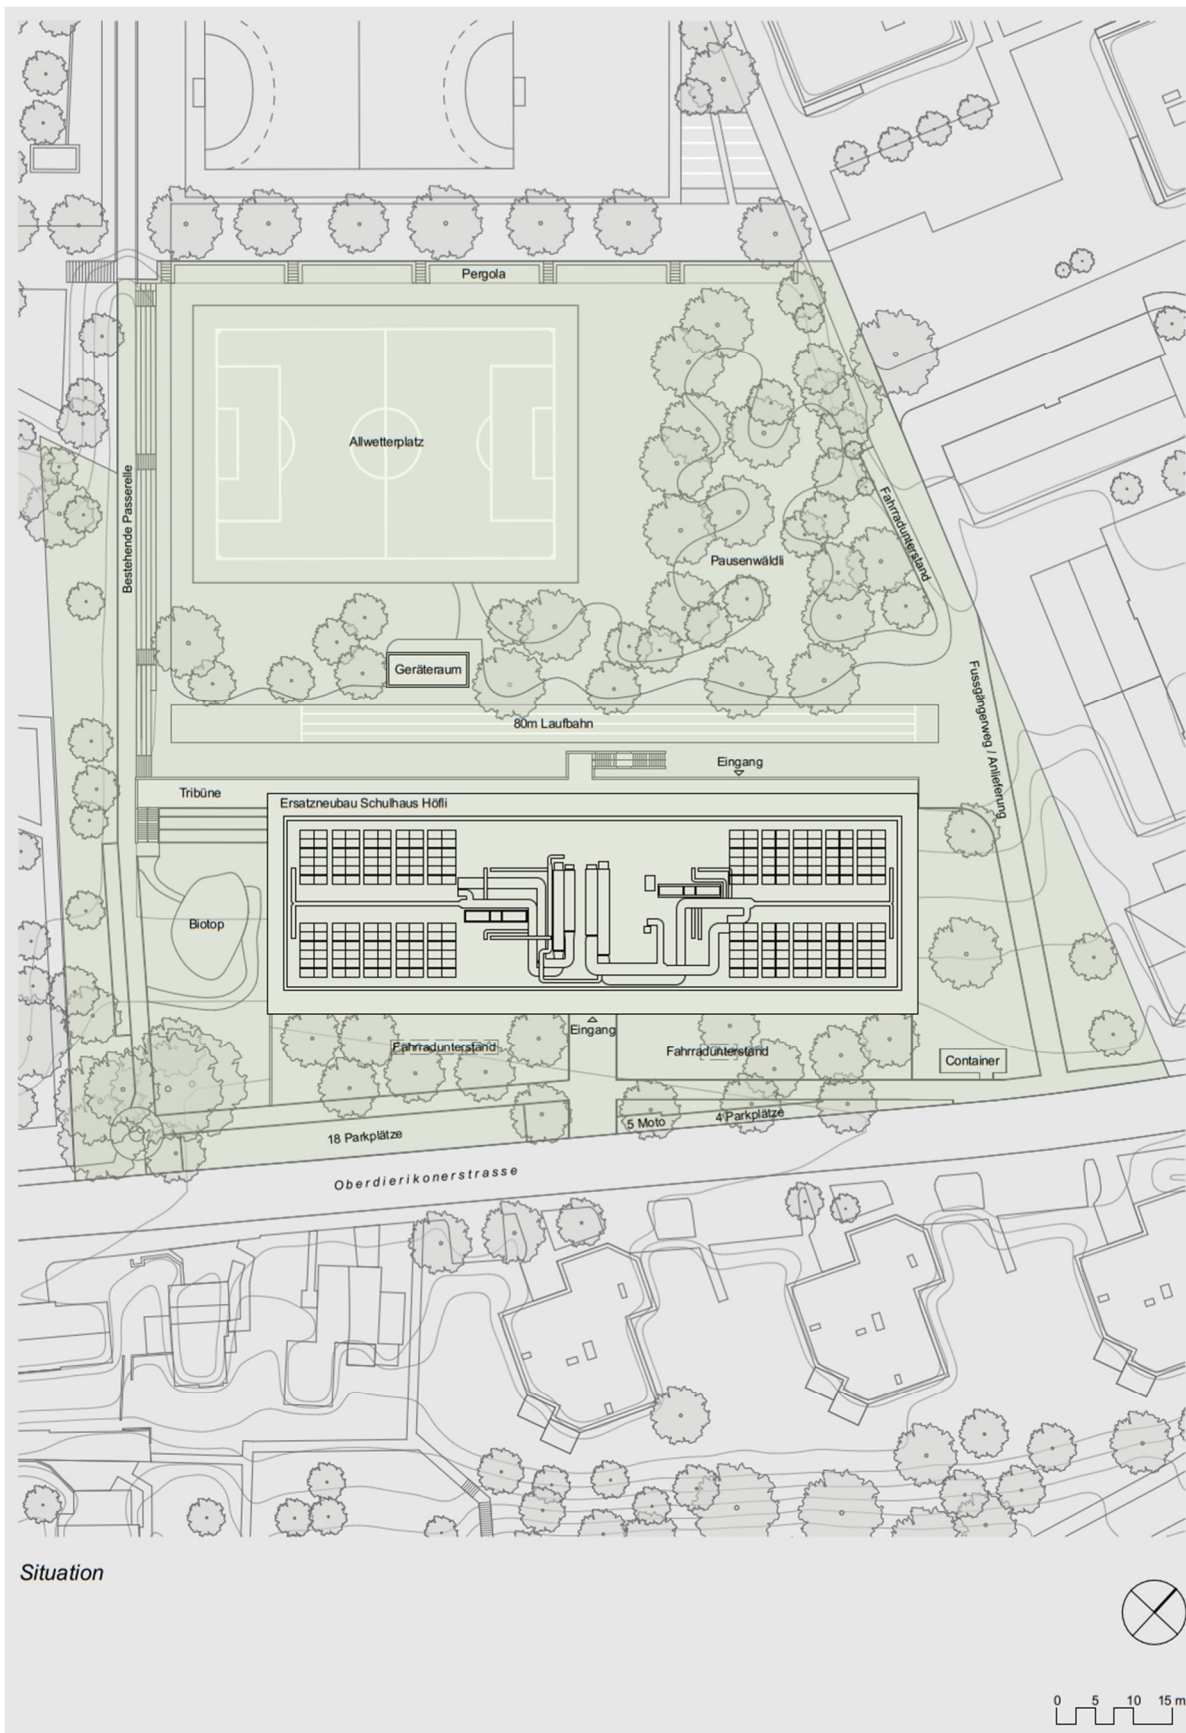 Pergola
Allwetterplatz
Bestehende Passerelle
Fahrradunterstand
Pausenwäldli
Geräteraum
Fussgängerweg / Anlieferung
80m Laufbahn
Eingang
Tribüne
Ersatzneubau Schulhaus Höfli
Biotop
Eingang
Fahrradunterstand
Fahrradunterstand
Container
18 Parkplätze
5 Moto
4 Parkplätze
Oberdierikonerstrasse
Situation
0 5 10 15 m